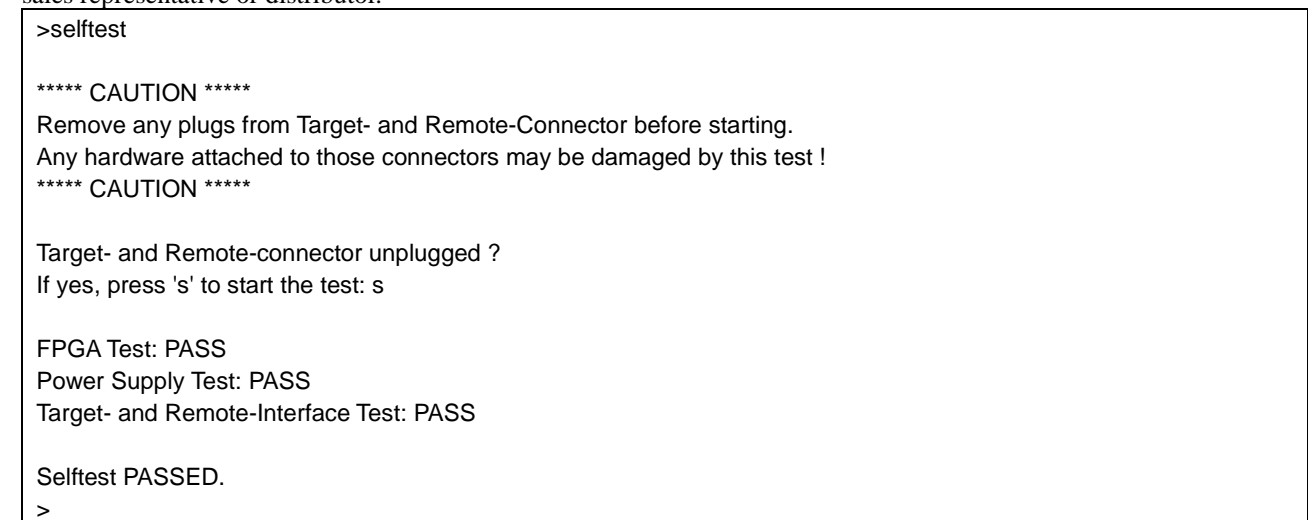 sales representative or distributor.
>selftest
***** CAUTION *****
Remove any plugs from Target- and Remote-Connector before starting.
Any hardware attached to those connectors may be damaged by this test !
***** CAUTION *****
Target- and Remote-connector unplugged ?
If yes, press 's' to start the test: s
FPGA Test: PASS
Power Supply Test: PASS
Target- and Remote-Interface Test: PASS
Selftest PASSED.
>